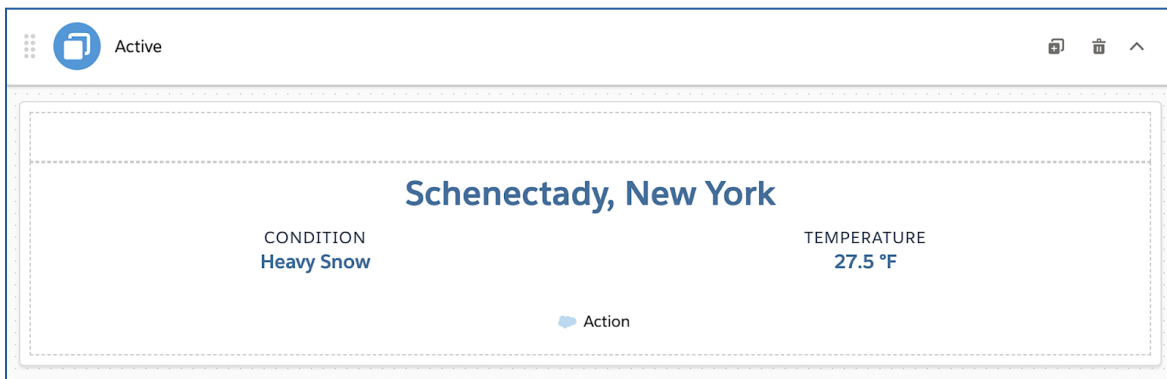 Active
Schenectady, New York
CONDITION
Heavy Snow
TEMPERATURE
27.5 °F
Action